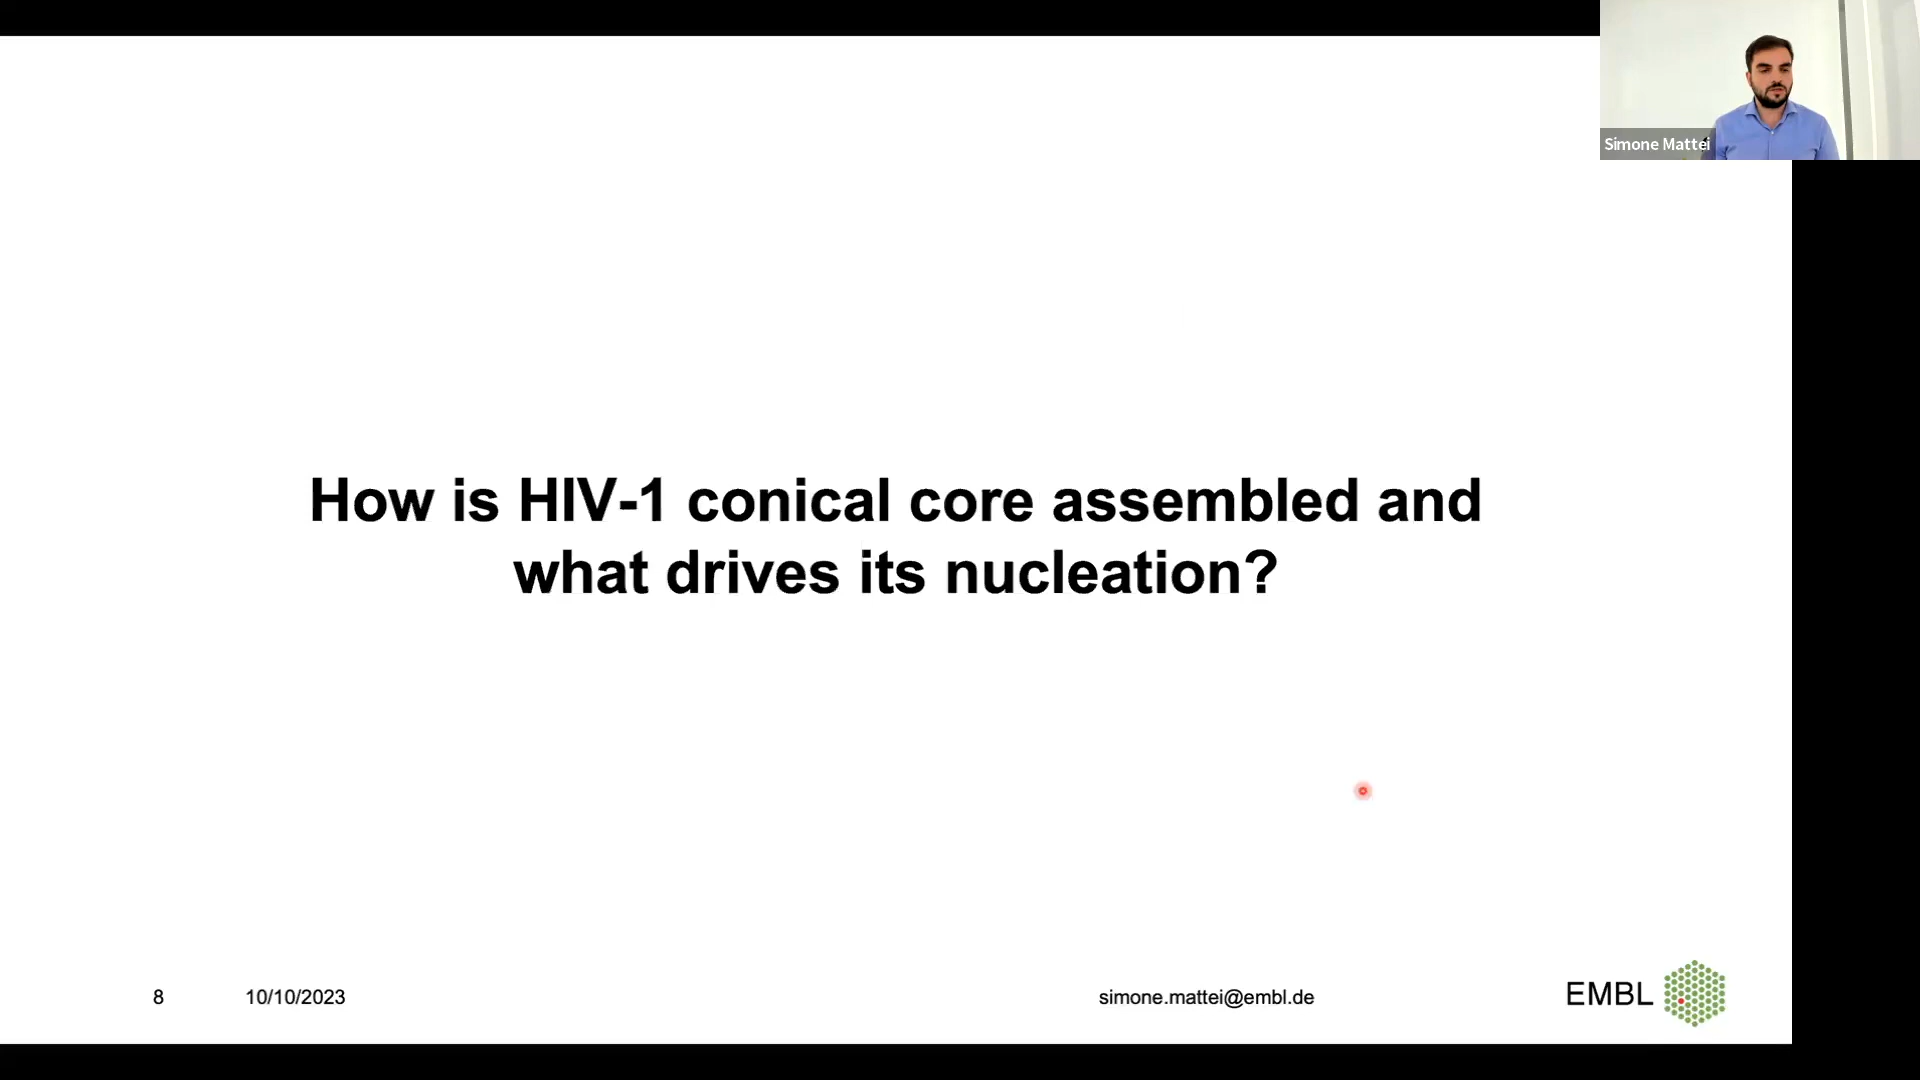 Simone Mattei
How is HIV-1 conical core assembled and
what drives its nucleation?
8
10/10/2023
simone.mattei@embl.de
EMBL